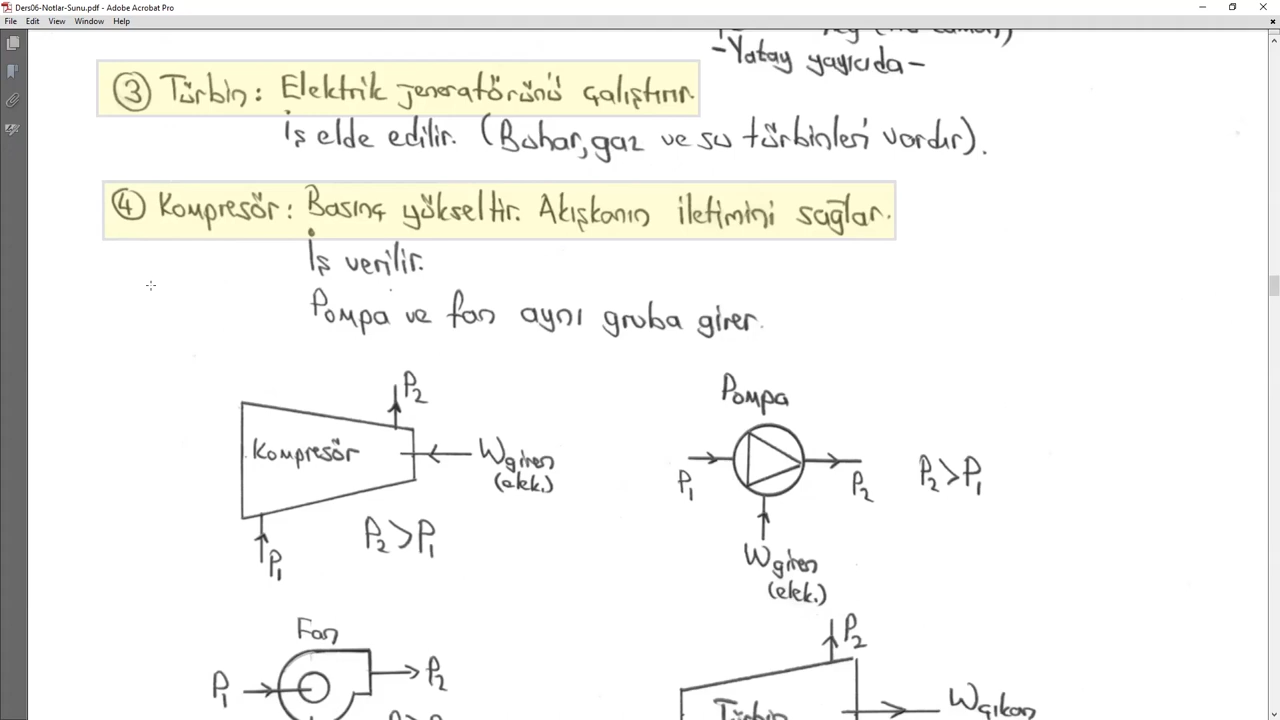 Ders06-Notlar-Sunu.pdf - Adobe Acrobat Pro
File Edit View Window Help
-Yatay yayıcıda-
③ Türbin: Elektrik jeneratörünü çalıştırır.
İş elde edilir. (Buhar, gaz ve su türbinleri vardır).
④ Kompresör: Basınç yükseltir. Akışkanın iletimini sağlar.
İş verilir.
Pompa ve fan aynı gruba girer.
P2
Kompresör
Wgiren
(elek.)
P2>P1
P1
Pompa
P1
P2
P2>P1
Wgiren
(elek.)
Fan
P1
P2
P2
Türbin
Wçıkan